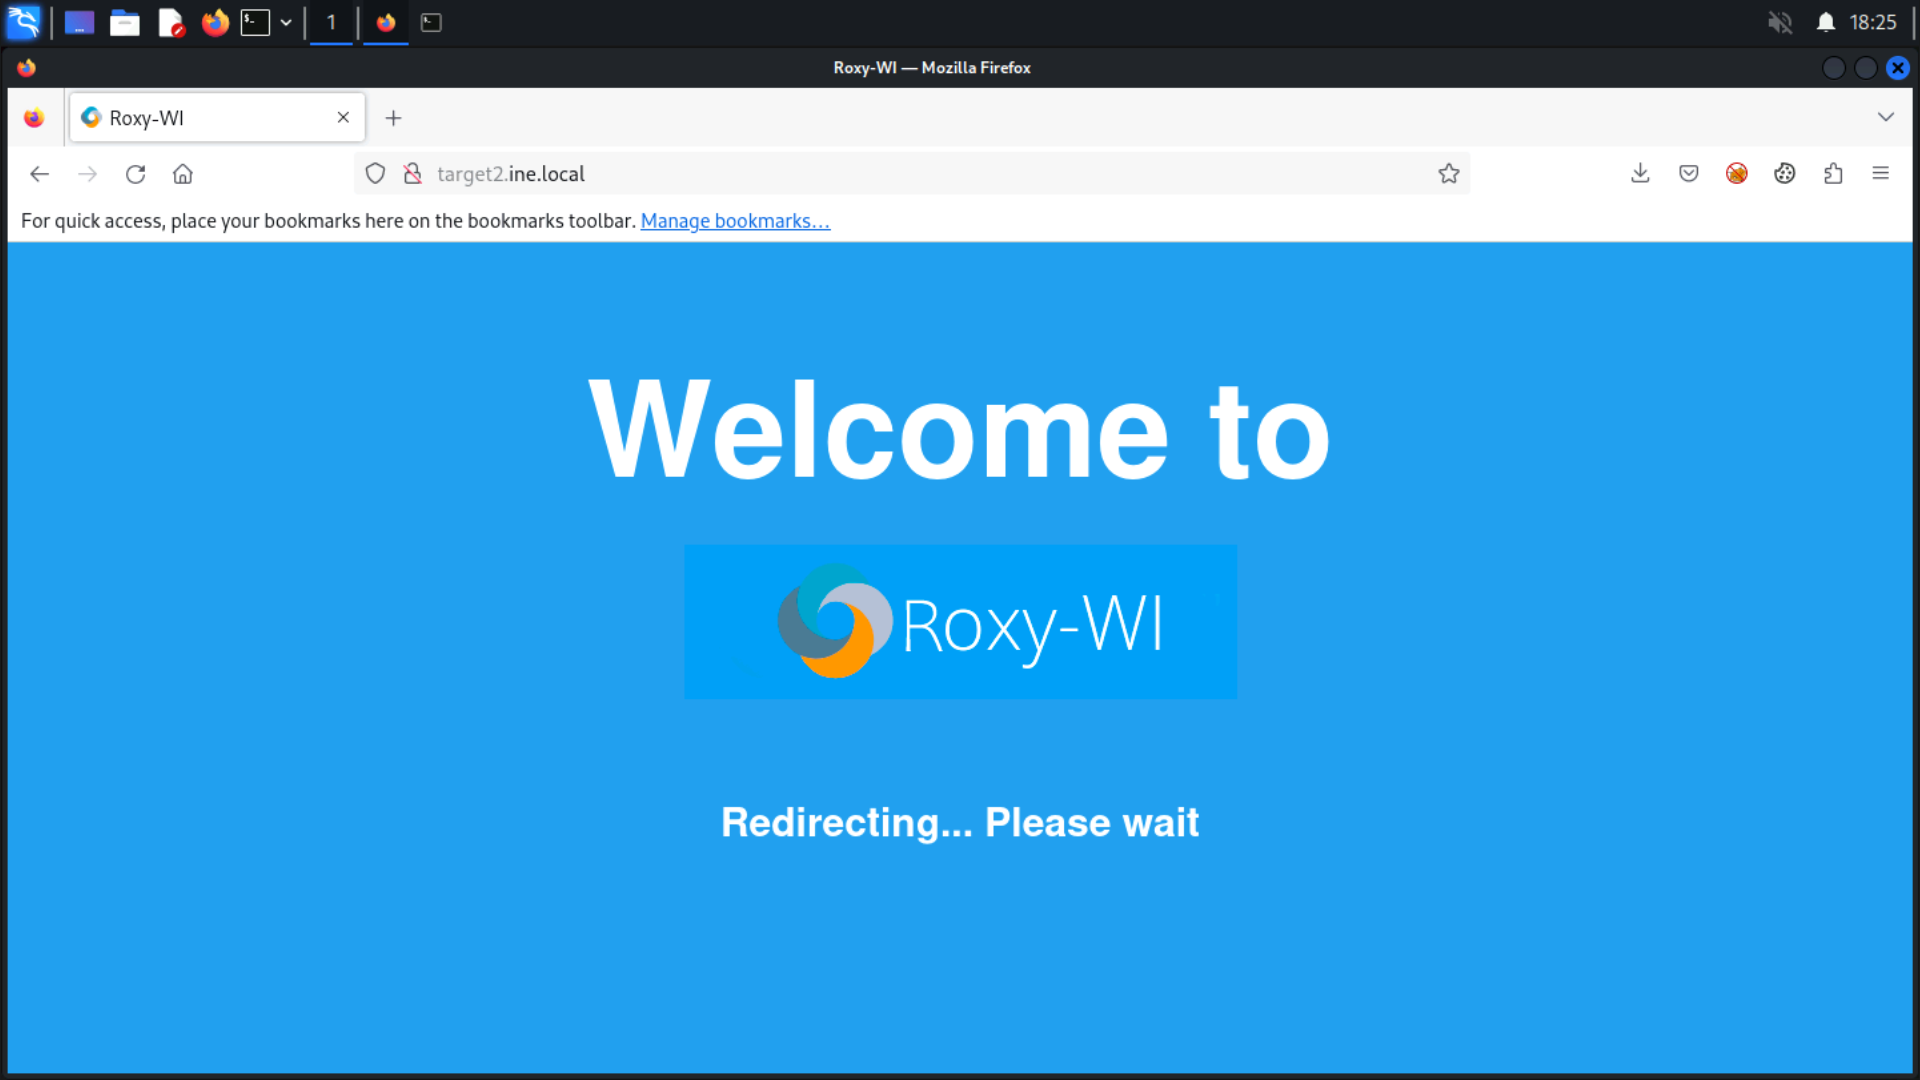 1
18:25
Roxy-WI — Mozilla Firefox
Roxy-WI
target2.ine.local
For quick access, place your bookmarks here on the bookmarks toolbar. Manage bookmarks...
Welcome to
Roxy-WI
Redirecting... Please wait